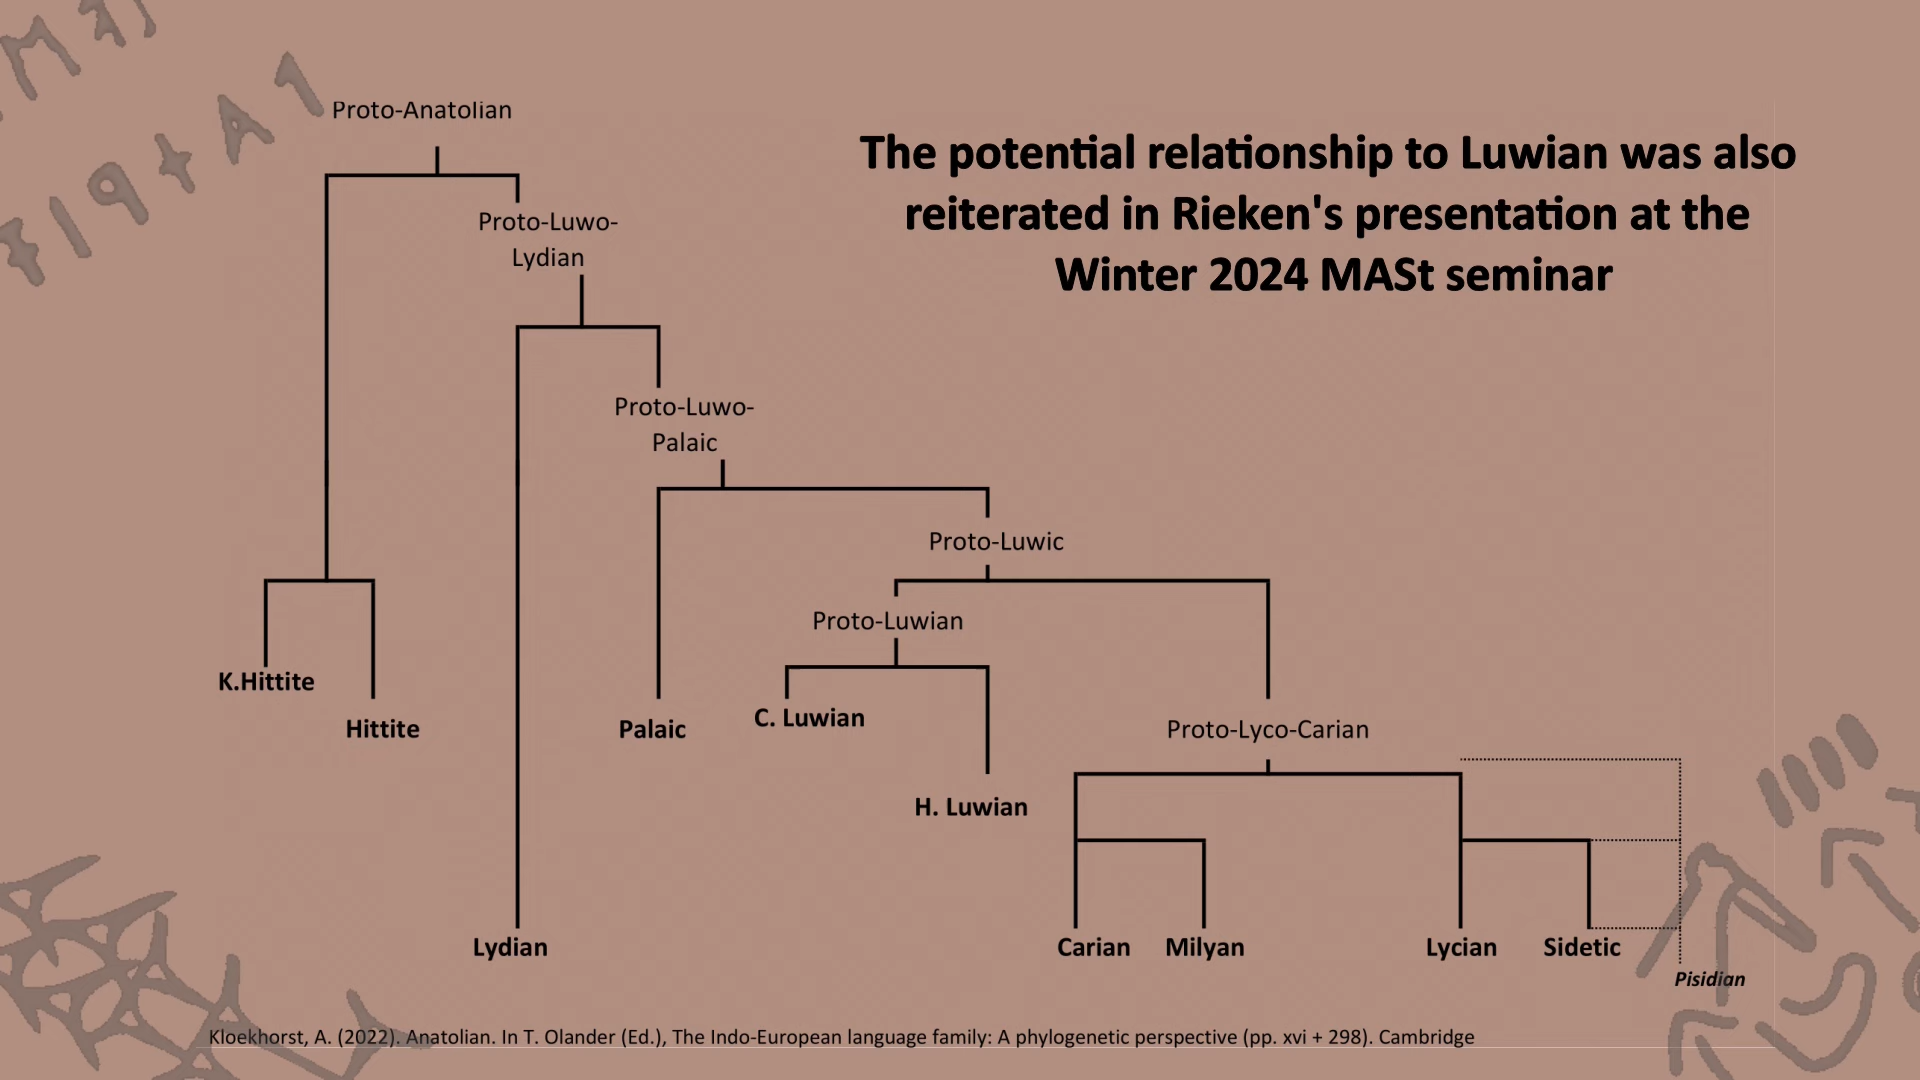 Proto-Anatolian
The potential relationship to Luwian was also
reiterated in Rieken's presentation at the
Winter 2024 MASt seminar
Proto-Luwo-
Lydian
Proto-Luwo-
Palaic
Proto-Luwic
Proto-Luwian
K.Hittite
Hittite
Palaic
C. Luwian
Proto-Lyco-Carian
H. Luwian
Lydian
Carian
Milyan
Lycian
Sidetic
Pisidian
Kloekhorst, A. (2022). Anatolian. In T. Olander (Ed.), The Indo-European language family: A phylogenetic perspective (pp. xvi + 298). Cambridge